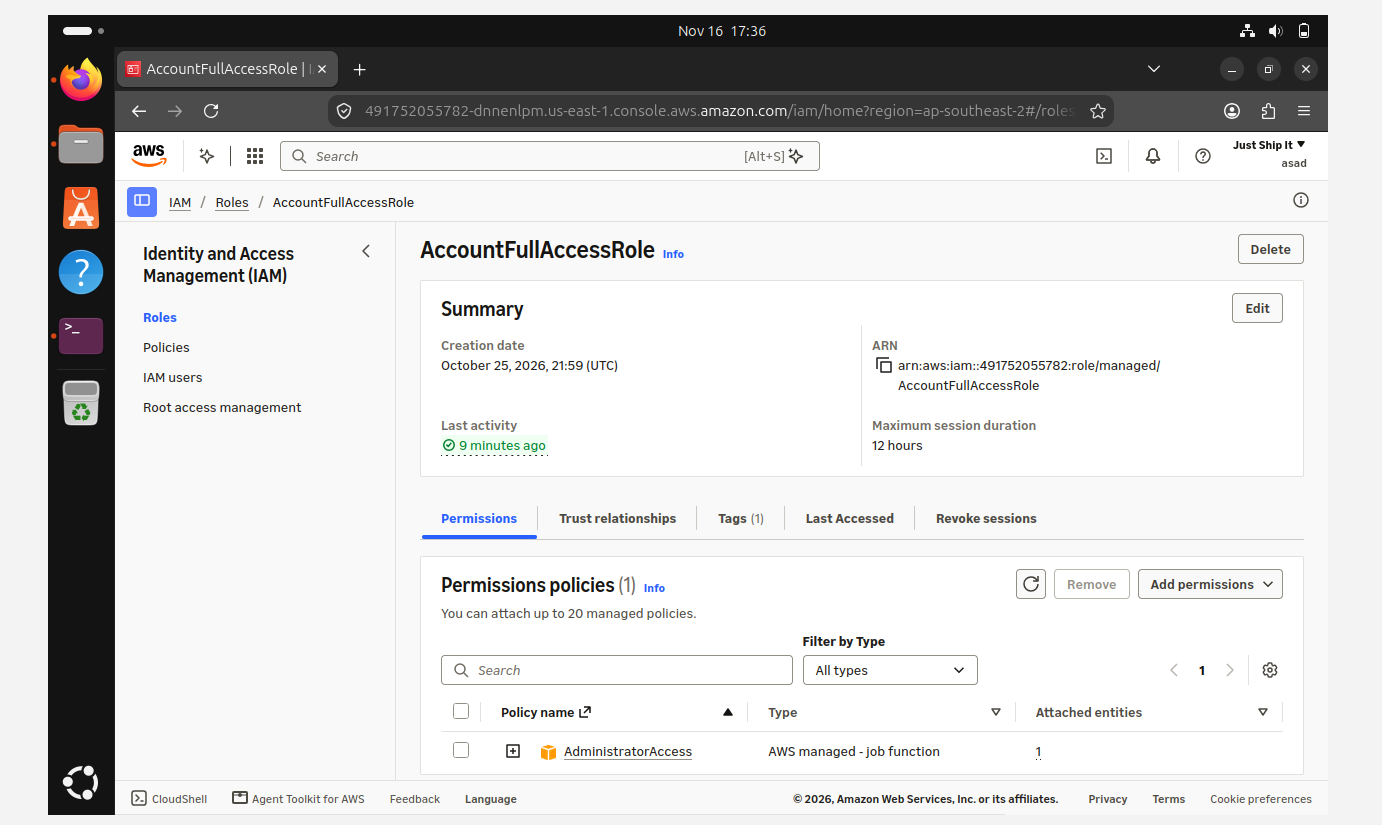 Nov 16 17:36
AccountFullAccessRole | I
491752055782-dnnenlpm.us-east-1.console.aws.amazon.com/iam/home?region=ap-southeast-2#/roles
aws
Search
[Alt+S]
Just Ship It
asad
IAM / Roles / AccountFullAccessRole
Identity and Access
Management (IAM)
Roles
Policies
IAM users
Root access management
AccountFullAccessRole Info
Delete
Summary
Edit
Creation date
October 25, 2026, 21:59 (UTC)
ARN
arn:aws:iam::491752055782:role/managed/
AccountFullAccessRole
Last activity
9 minutes ago
Maximum session duration
12 hours
Permissions
Trust relationships
Tags (1)
Last Accessed
Revoke sessions
Permissions policies (1) Info
Remove
Add permissions
You can attach up to 20 managed policies.
Filter by Type
Search
All types
1
Policy name
Type
Attached entities
AdministratorAccess
AWS managed - job function
1
CloudShell
Agent Toolkit for AWS
Feedback
Language
© 2026, Amazon Web Services, Inc. or its affiliates.
Privacy
Terms
Cookie preferences